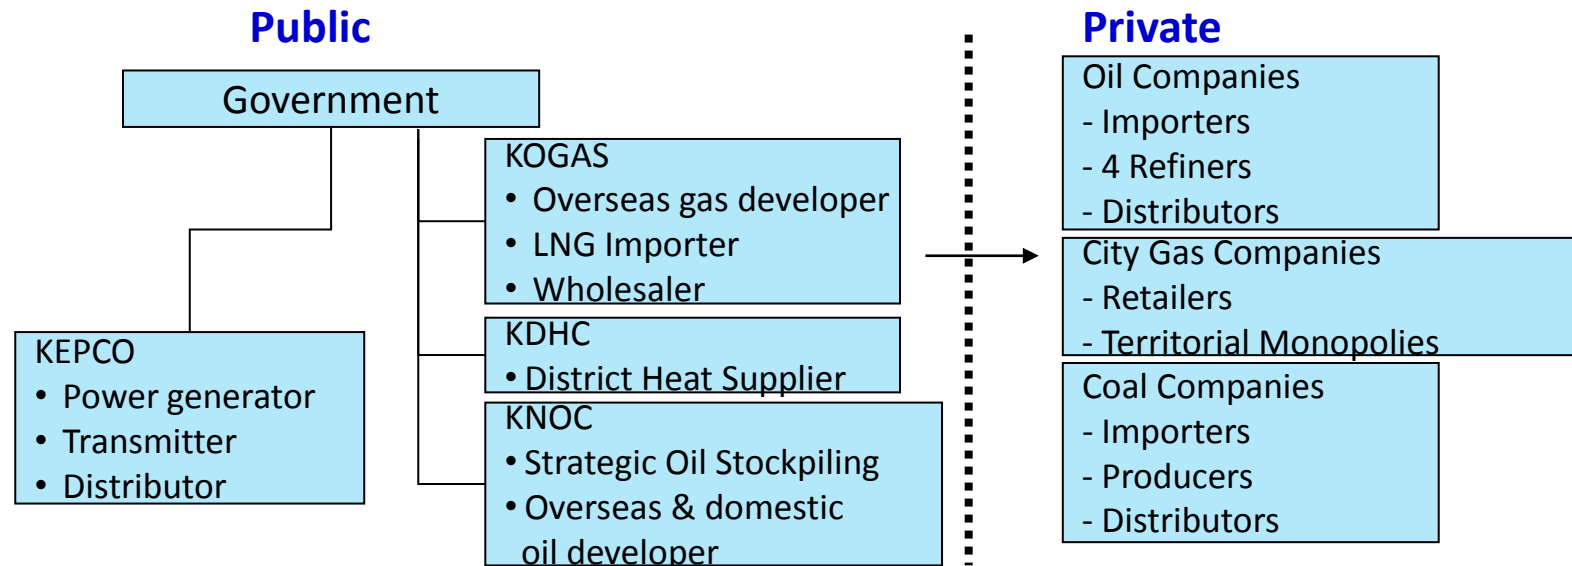 Public
Government
KEPCO
• Power generator
• Transmitter
• Distributor
KOGAS
• Overseas gas developer
• LNG Importer
• Wholesaler
KDHC
• District Heat Supplier
KNOC
• Strategic Oil Stockpiling
• Overseas & domestic
oil developer
Private
Oil Companies
- Importers
- 4 Refiners
- Distributors
City Gas Companies
- Retailers
- Territorial Monopolies
Coal Companies
- Importers
- Producers
- Distributors